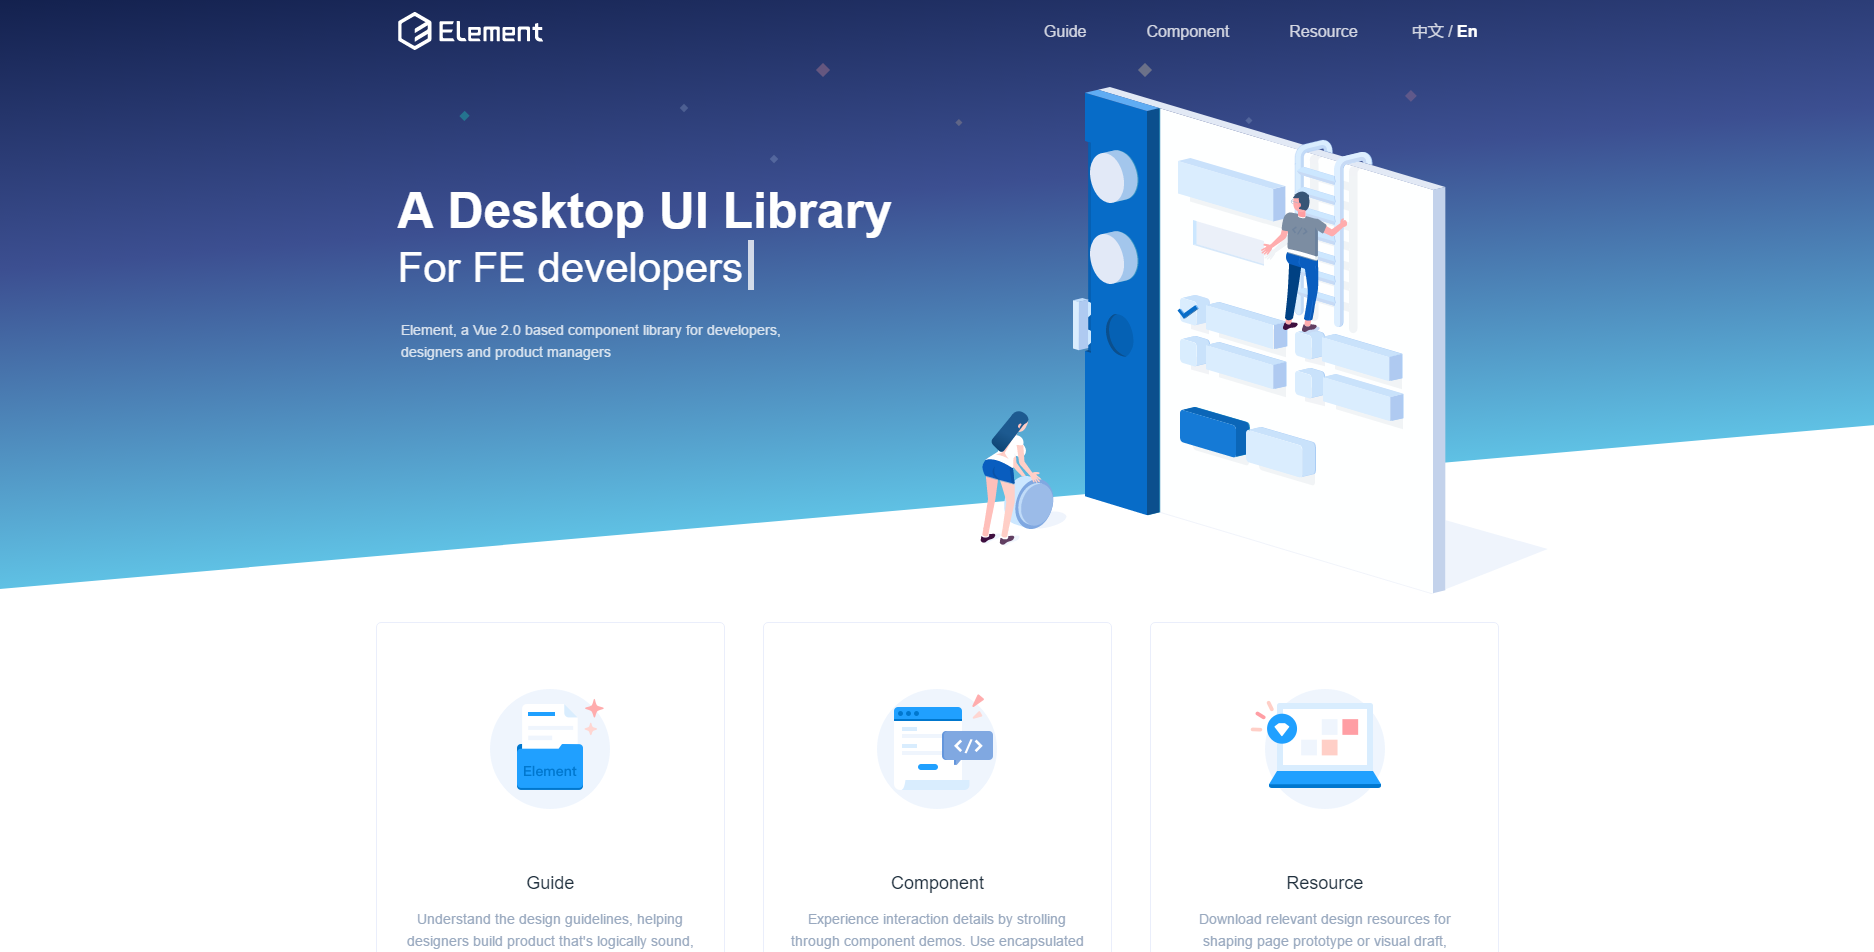 Element
Guide
Component
Resource
中文 / En
A Desktop UI Library
For FE developers
Element, a Vue 2.0 based component library for developers,
designers and product managers
Element
</>
Guide
Understand the design guidelines, helping
designers build product that's logically sound,
Component
Experience interaction details by strolling
through component demos. Use encapsulated
Resource
Download relevant design resources for
shaping page prototype or visual draft,